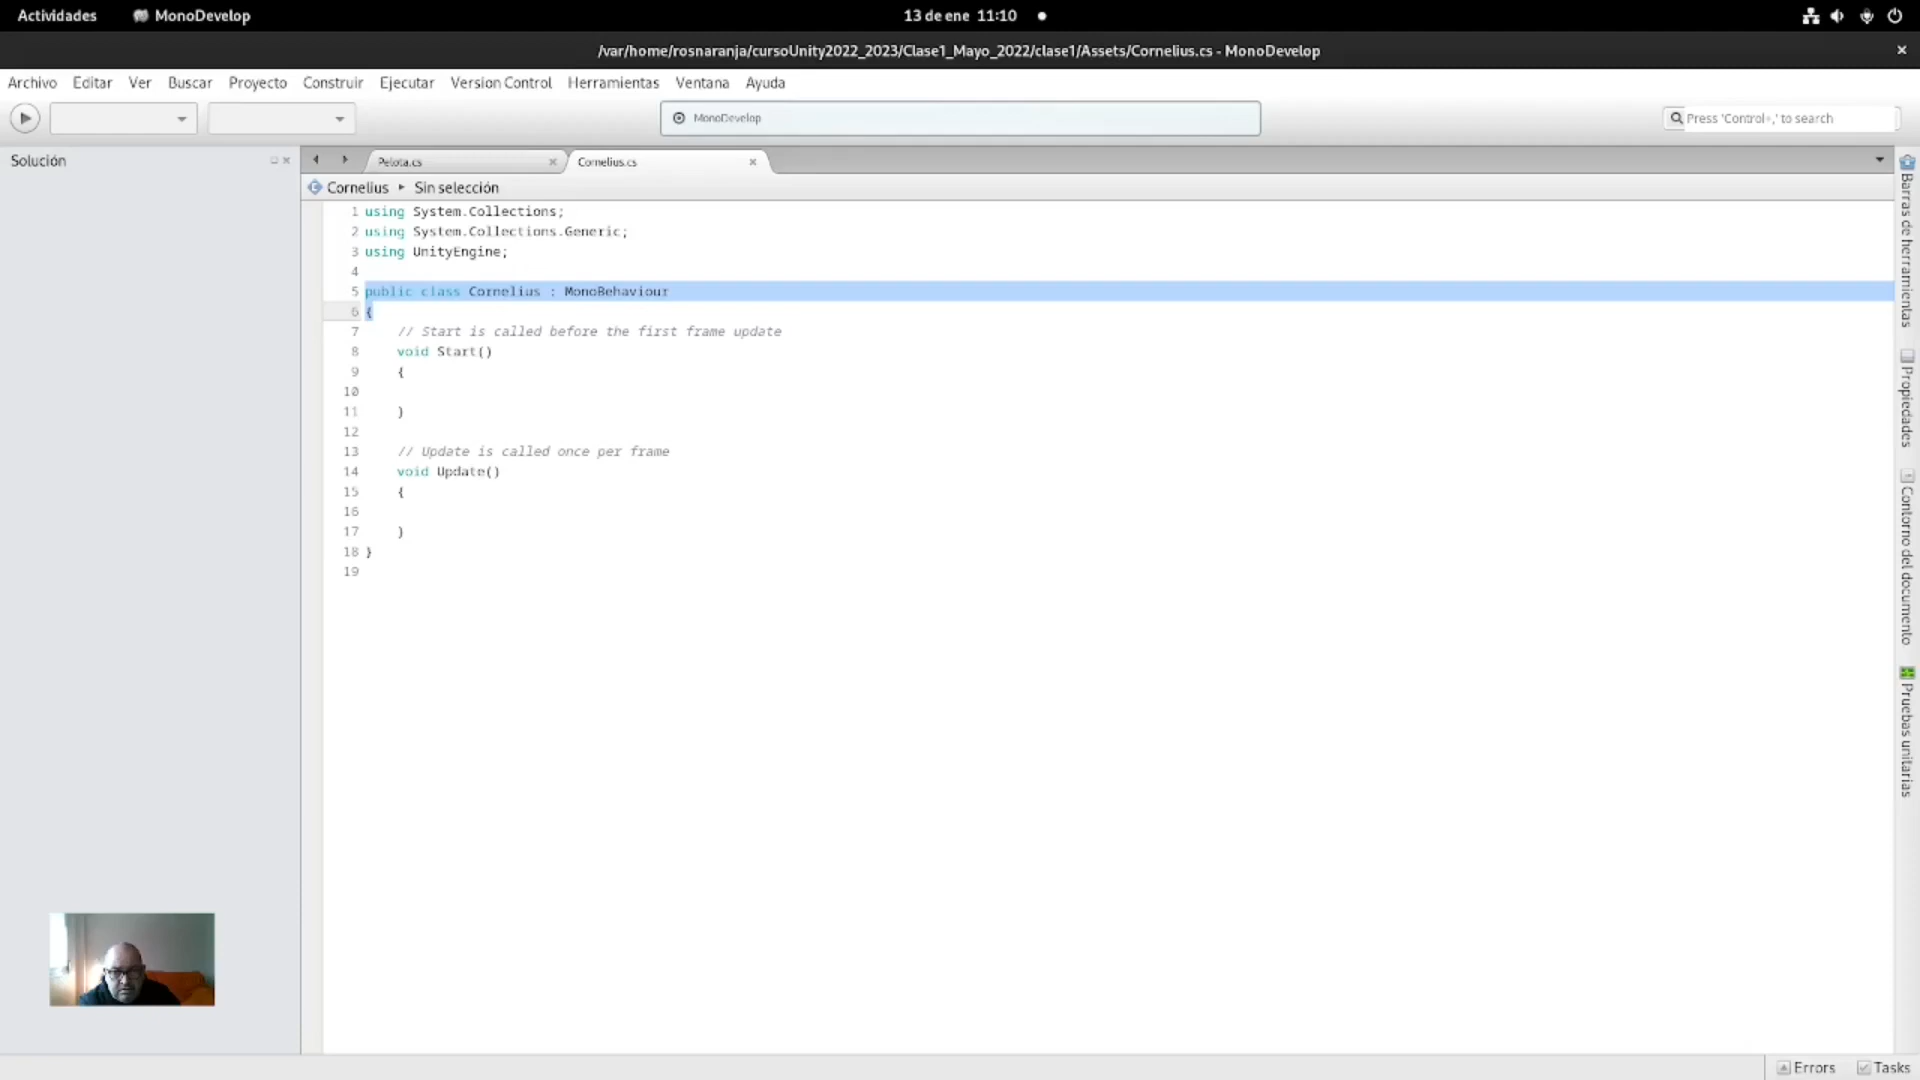 Actividades MonoDevelop 13 de ene 11:10
/var/home/rosnaranja/cursoUnity2022_2023/Clase1_Mayo_2022/clase1/Assets/Cornelius.cs - MonoDevelop
Archivo Editar Ver Buscar Proyecto Construir Ejecutar Version Control Herramientas Ventana Ayuda
MonoDevelop
Press 'Control+,' to search
Solución
Pelota.cs Cornelius.cs
Cornelius ▸ Sin selección
1 using System.Collections;
2 using System.Collections.Generic;
3 using UnityEngine;
4
5 public class Cornelius : MonoBehaviour
6 {
7 // Start is called before the first frame update
8 void Start()
9 {
10
11 }
12
13 // Update is called once per frame
14 void Update()
15 {
16
17 }
18 }
19
Barras de herramientas
Propiedades
Contorno del documento
Pruebas unitarias
Errors Tasks